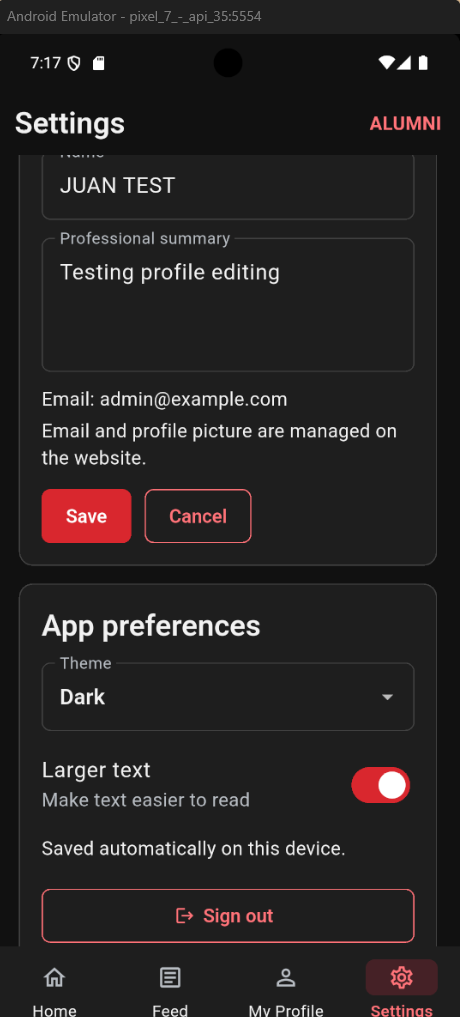 Android Emulator - pixel_7_-_api_35:5554
7:17
Settings
ALUMNI
Name
JUAN TEST
Professional summary
Testing profile editing
Email: admin@example.com
Email and profile picture are managed on
the website.
Save
Cancel
App preferences
Theme
Dark
Larger text
Make text easier to read
Saved automatically on this device.
Sign out
Home
Feed
My Profile
Settings